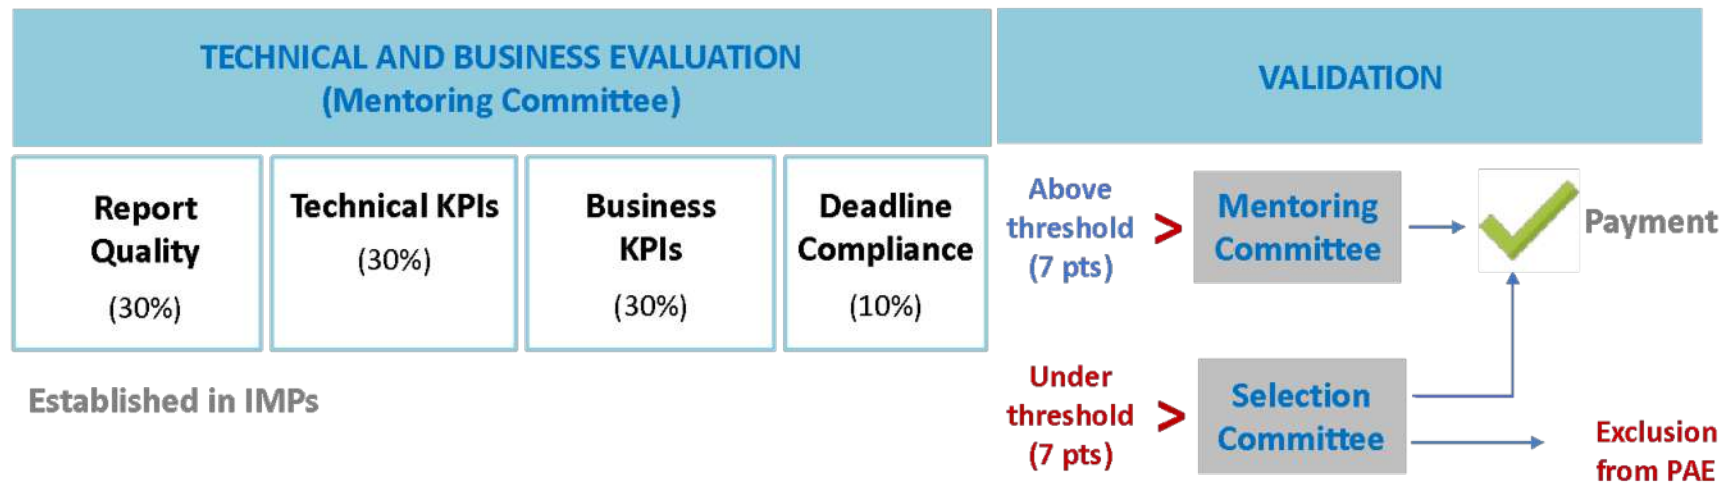 TECHNICAL AND BUSINESS EVALUATION
(Mentoring Committee)
VALIDATION
Report
Quality
(30%)
Technical KPIs
(30%)
Business
KPIs
(30%)
Deadline
Compliance
(10%)
Established in IMPs
Above
threshold
(7 pts)
>
Mentoring
Committee
Payment
Under
threshold
(7 pts)
>
Selection
Committee
Exclusion
from PAE